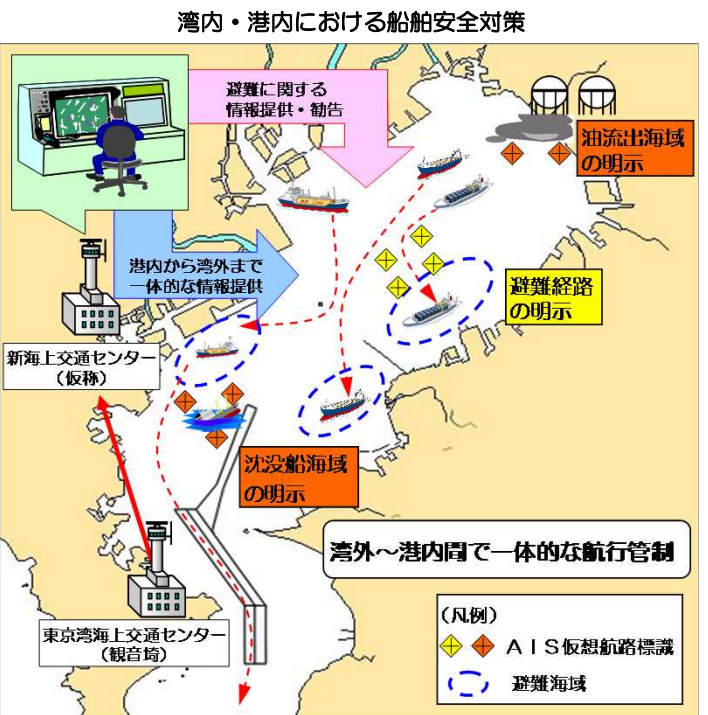 湾内・港内における船舶安全対策
避難に関する
情報提供・勧告
油流出海域
の明示
港内から湾外まで
一体的な情報提供
避難経路
の明示
新海上交通センター
（仮称）
沈没船海域
の明示
湾外～港内間で一体的な航行管制
東京湾海上交通センター
（観音埼）
（凡例）
ＡＩＳ仮想航路標識
避難海域